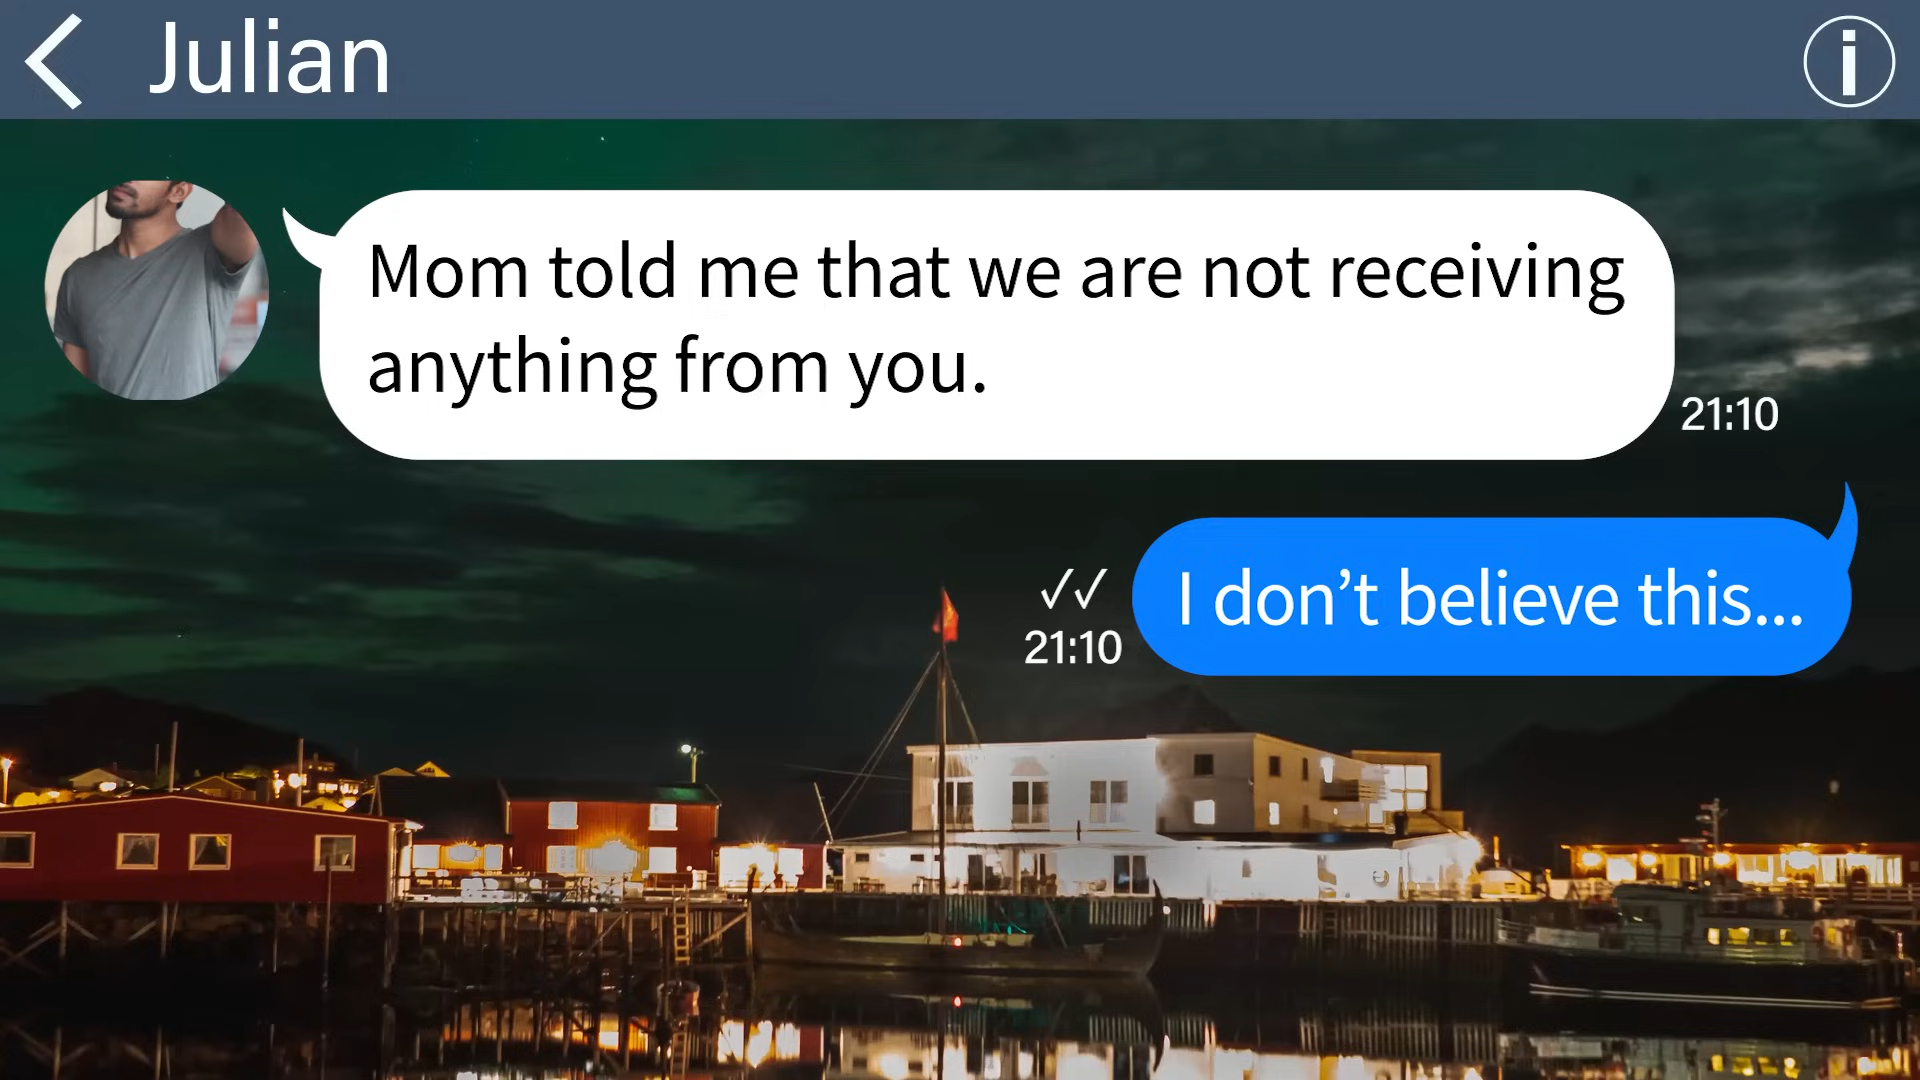 Julian
Mom told me that we are not receiving
anything from you.
21:10
✓✓
I don’t believe this...
21:10